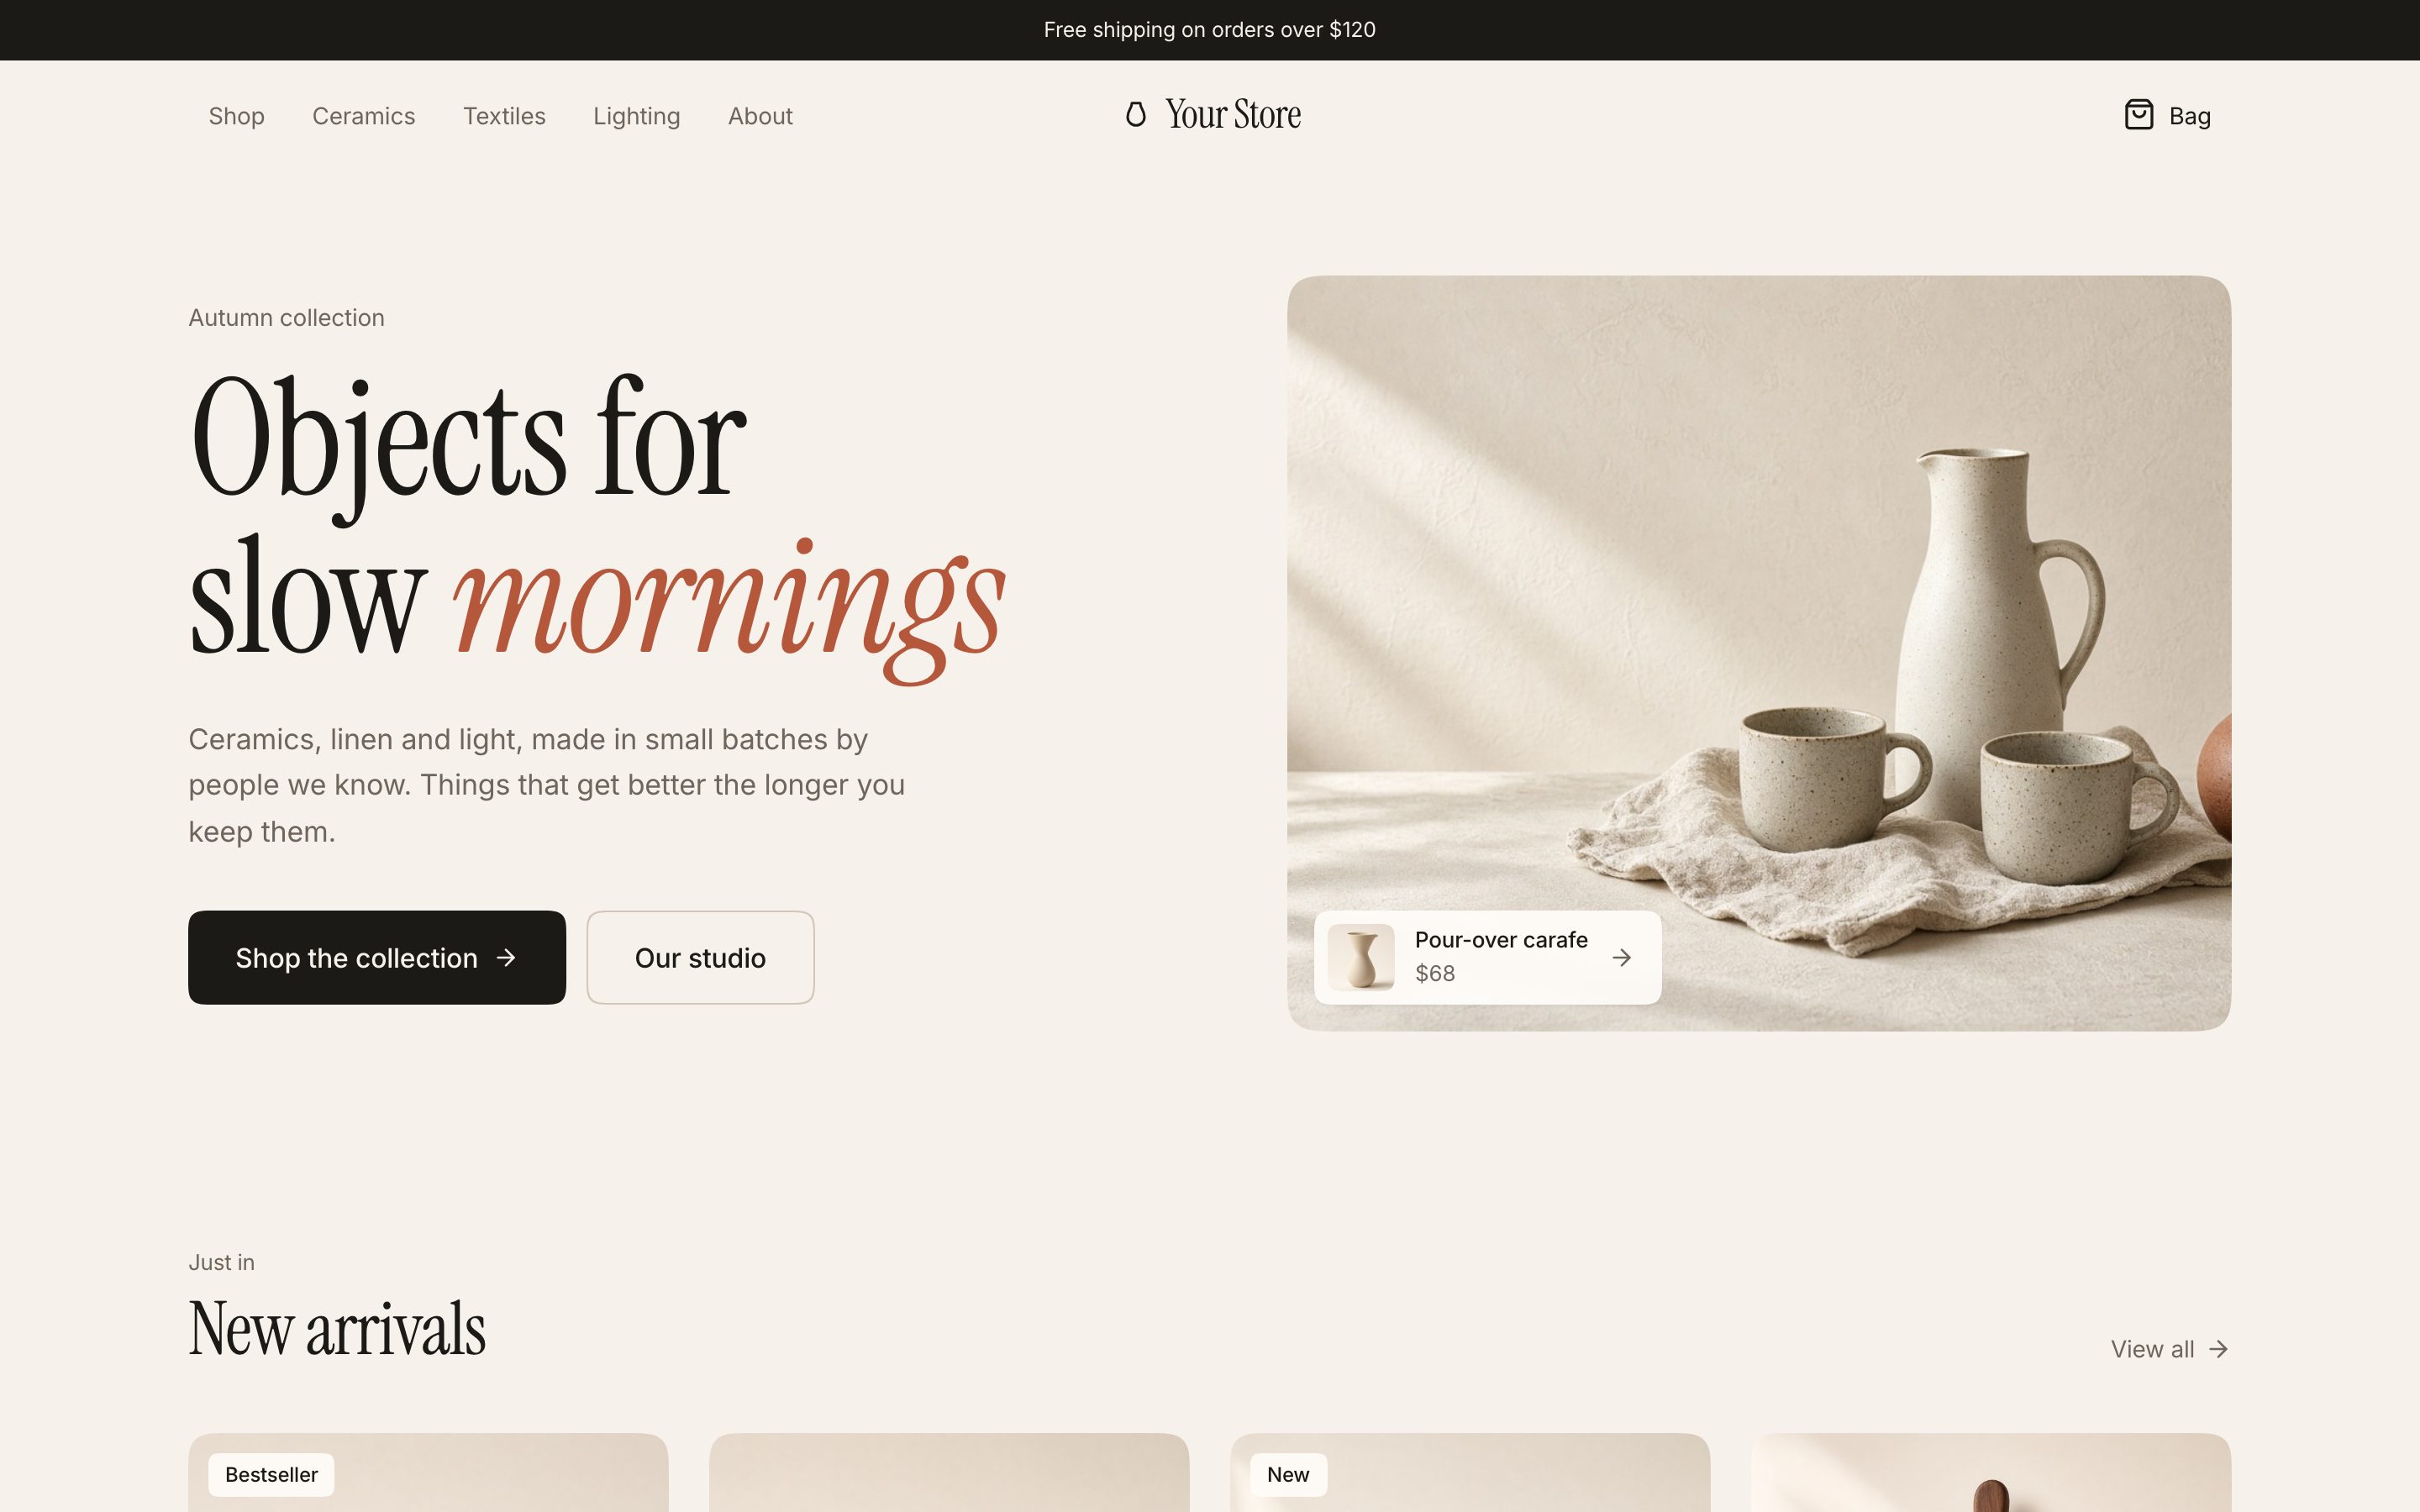 Free shipping on orders over $120
Shop Ceramics Textiles Lighting About
Your Store
Bag
Autumn collection
Objects for
slow mornings
Ceramics, linen and light, made in small batches by
people we know. Things that get better the longer you
keep them.
Shop the collection
Our studio
Pour-over carafe
$68
Just in
New arrivals
View all
Bestseller
New